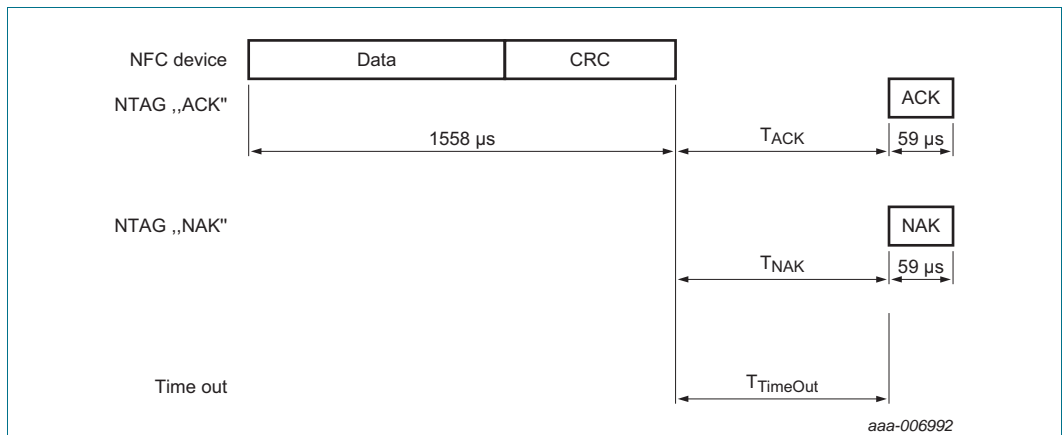 NFC device Data CRC
NTAG ,,ACK" ACK
1558 µs TACK 59 µs
NTAG ,,NAK" NAK
TNAK 59 µs
Time out TTimeOut
aaa-006992